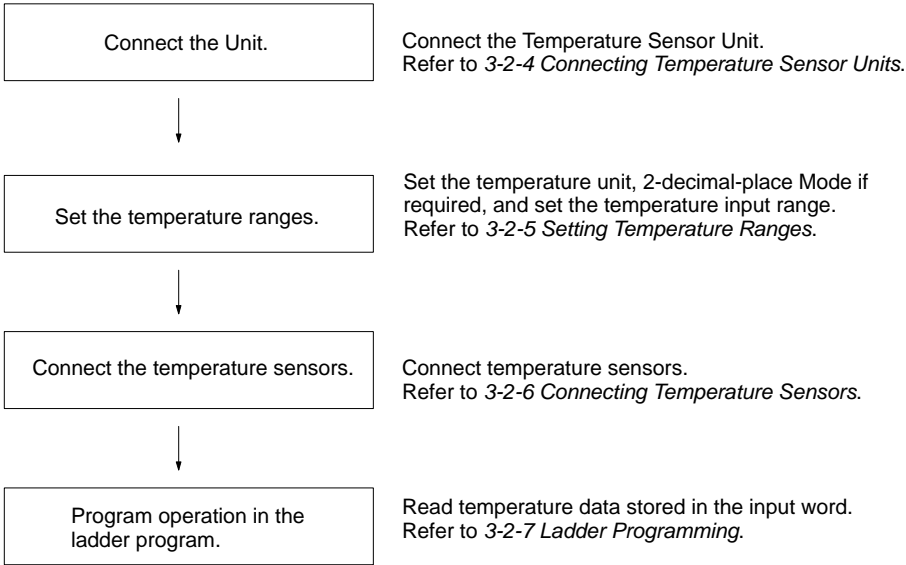 Connect the Unit.
Connect the Temperature Sensor Unit.
Refer to 3-2-4 Connecting Temperature Sensor Units.
Set the temperature ranges.
Set the temperature unit, 2-decimal-place Mode if
required, and set the temperature input range.
Refer to 3-2-5 Setting Temperature Ranges.
Connect the temperature sensors.
Connect temperature sensors.
Refer to 3-2-6 Connecting Temperature Sensors.
Program operation in the
ladder program.
Read temperature data stored in the input word.
Refer to 3-2-7 Ladder Programming.